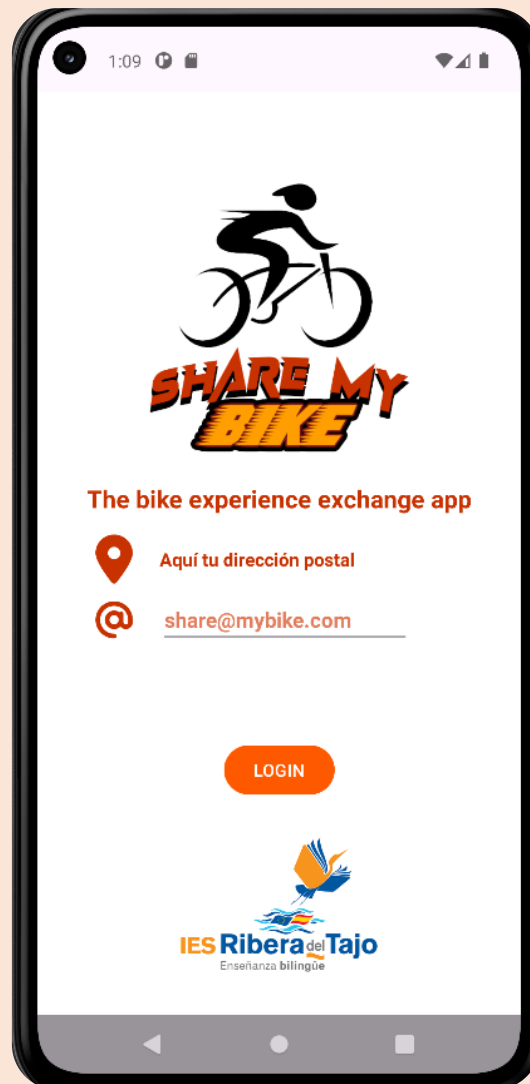 1:09
SHARE MY
BIKE
The bike experience exchange app
Aquí tu dirección postal
@ share@mybike.com
LOGIN
IES Ribera del Tajo
Enseñanza bilingüe